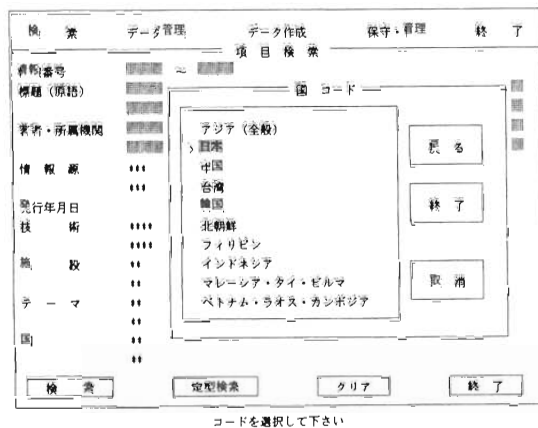 検　索　データ管理　データ作成　保守・管理　終　了
項 目 検 索
情報番号　～
標題（原語）
著者・所属機関
情 報 源　***
***
発行年月日
技　術　****
****
施　設　**
**
テ ー マ　**
**
国　**
**
国　コード
アジア（全般）
> 日本
中国
台湾
韓国
北朝鮮
フィリピン
インドネシア
マレーシア・タイ・ビルマ
ベトナム・ラオス・カンボジア
戻 る
終 了
取 消
検　索　定型検索　クリア　終　了
コードを選択して下さい